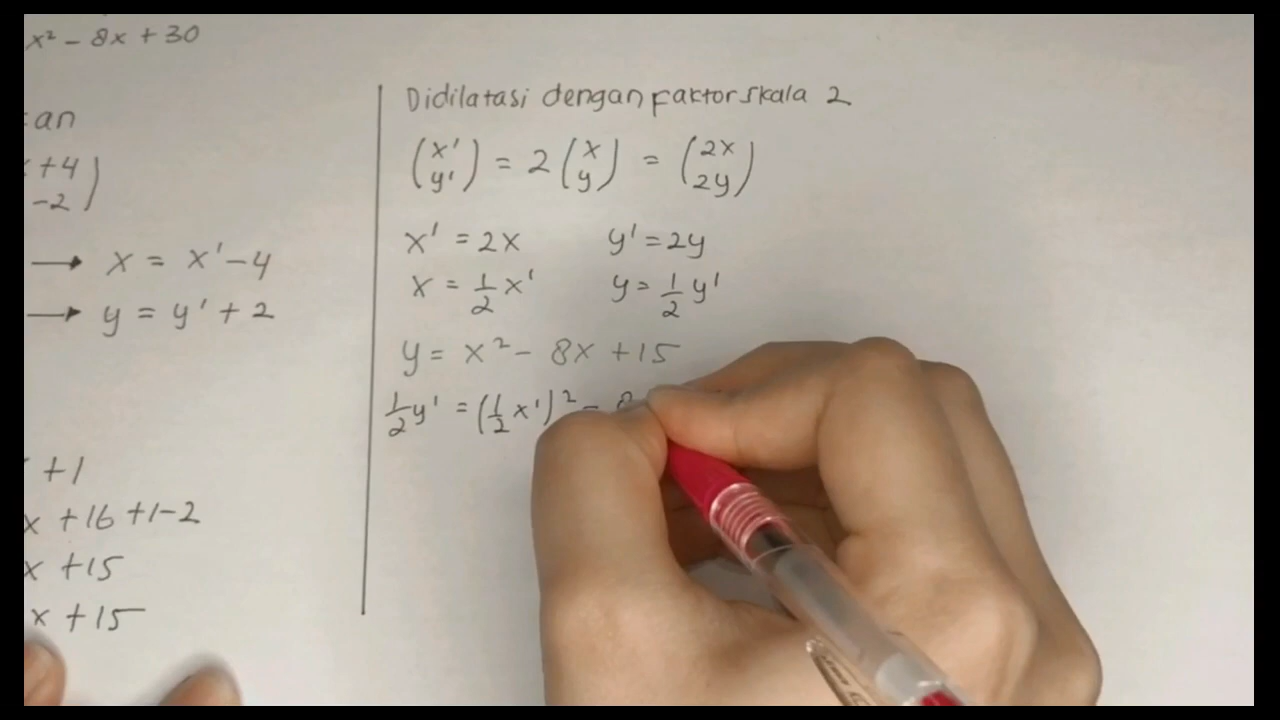 x² - 8x + 30
an
+4
-2
→ x = x' - 4
→ y = y' + 2
+1
x +16 +1-2
x +15
x +15
Didilatasi dengan faktor skala 2
(x' y') = 2 (x y) = (2x 2y)
x' = 2x y' = 2y
x = 1/2 x' y = 1/2 y'
y = x² - 8x + 15
1/2 y' = (1/2 x')² - 8